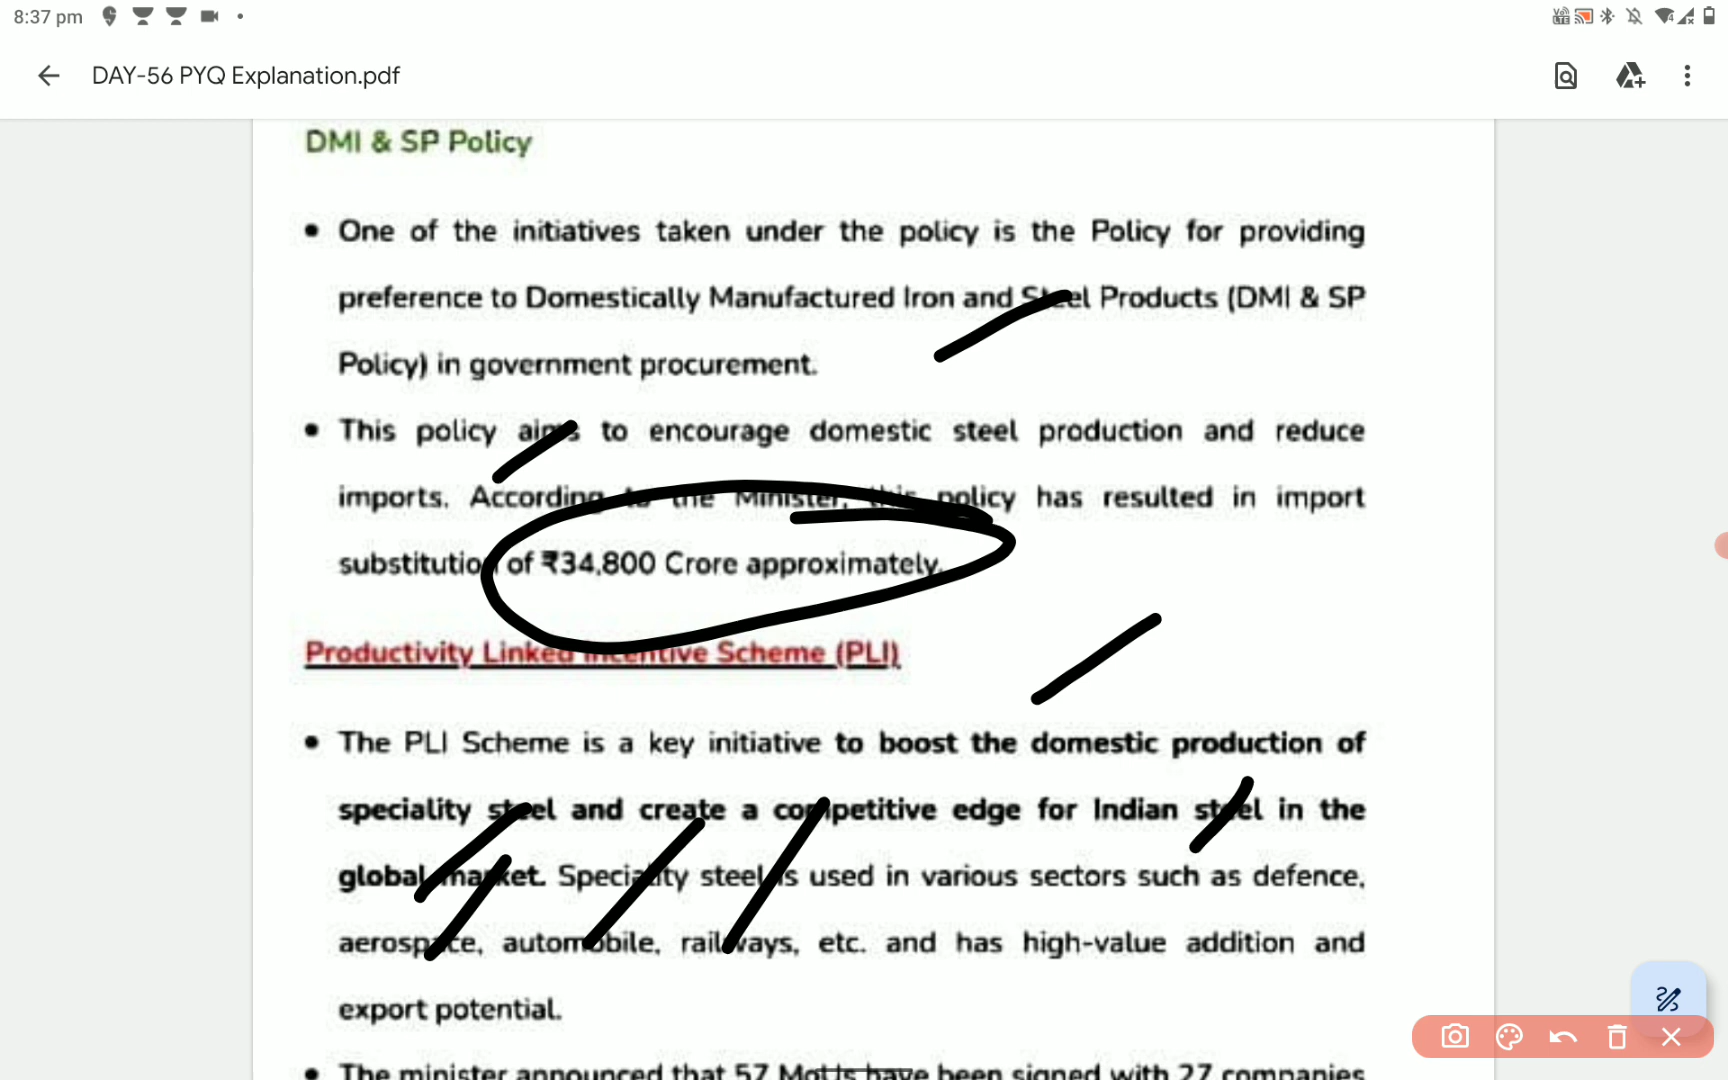 8:37 pm
DAY-56 PYQ Explanation.pdf
DMI & SP Policy
• One of the initiatives taken under the policy is the Policy for providing
preference to Domestically Manufactured Iron and Steel Products (DMI & SP
Policy) in government procurement.
• This policy aims to encourage domestic steel production and reduce
imports. According to the Minister, this policy has resulted in import
substitution of ₹34,800 Crore approximately.
Productivity Linked Incentive Scheme (PLI)
• The PLI Scheme is a key initiative to boost the domestic production of
speciality steel and create a competitive edge for Indian steel in the
global market. Speciality steel is used in various sectors such as defence,
aerospace, automobile, railways, etc. and has high-value addition and
export potential.
• The minister announced that 57 MoUs have been signed with 27 companies